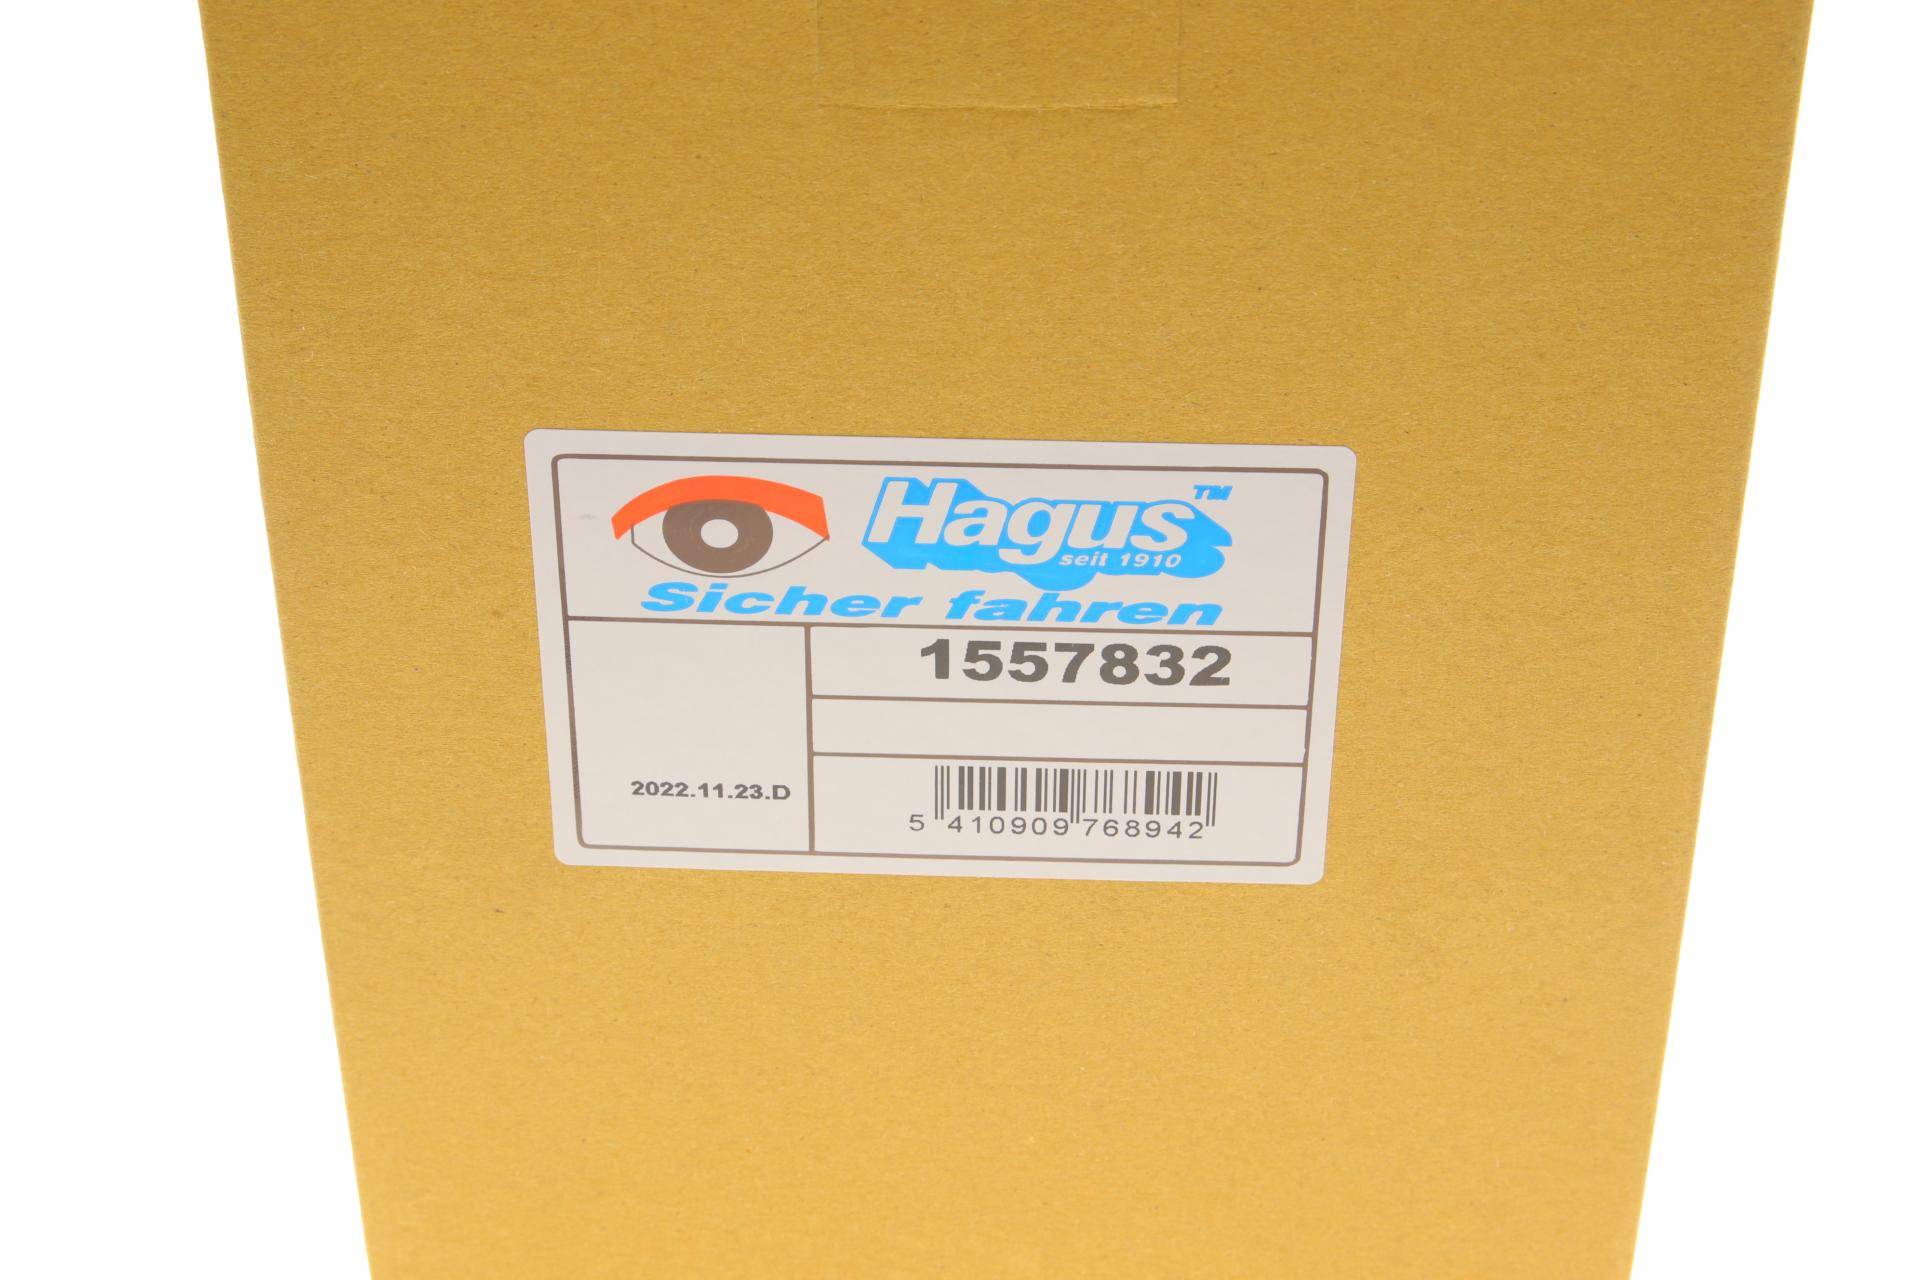 Hagus™
seit 1910
Sicher fahren
1557832
2022.11.23.D
5 410909 768942